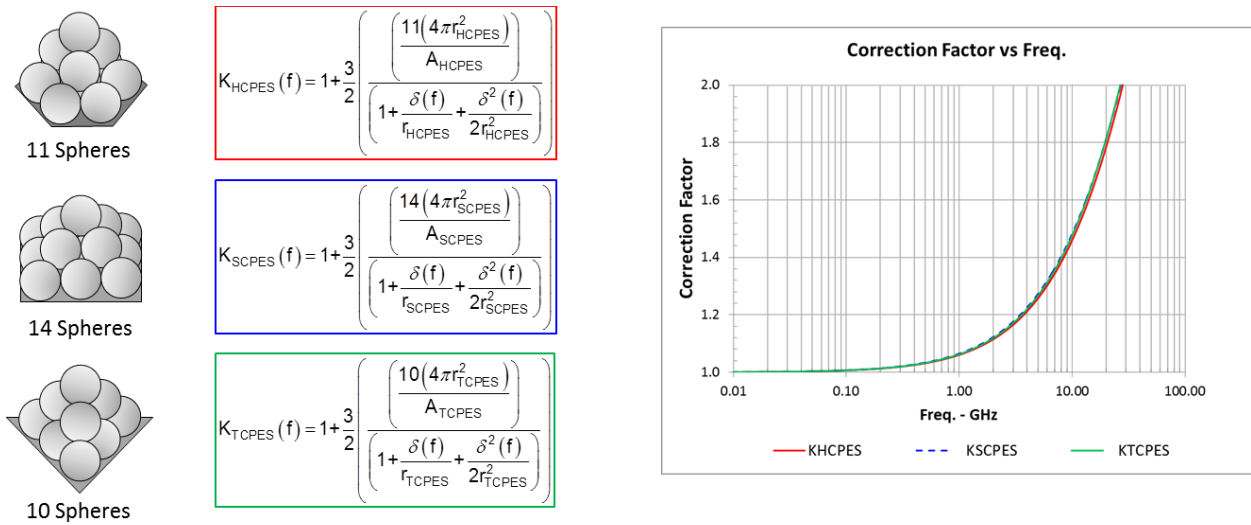 11 Spheres
K_HCPES (f) = 1 + 3/2 ( ( 11(4πr²_HCPES) / A_HCPES ) / ( 1 + δ(f)/r_HCPES + δ²(f)/2r²_HCPES ) )
14 Spheres
K_SCPES (f) = 1 + 3/2 ( ( 14(4πr²_SCPES) / A_SCPES ) / ( 1 + δ(f)/r_SCPES + δ²(f)/2r²_SCPES ) )
10 Spheres
K_TCPES (f) = 1 + 3/2 ( ( 10(4πr²_TCPES) / A_TCPES ) / ( 1 + δ(f)/r_TCPES + δ²(f)/2r²_TCPES ) )
Correction Factor vs Freq.
Correction Factor
2.0
1.8
1.6
1.4
1.2
1.0
0.01 0.10 1.00 10.00 100.00
Freq. - GHz
KHCPES KSCPES KTCPES